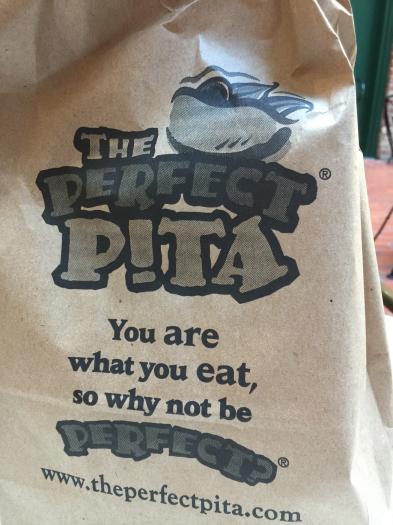 THE
PERFECT®
P!TA
You are
what you eat,
so why not be
PERFECT?®
www.theperfectpita.com